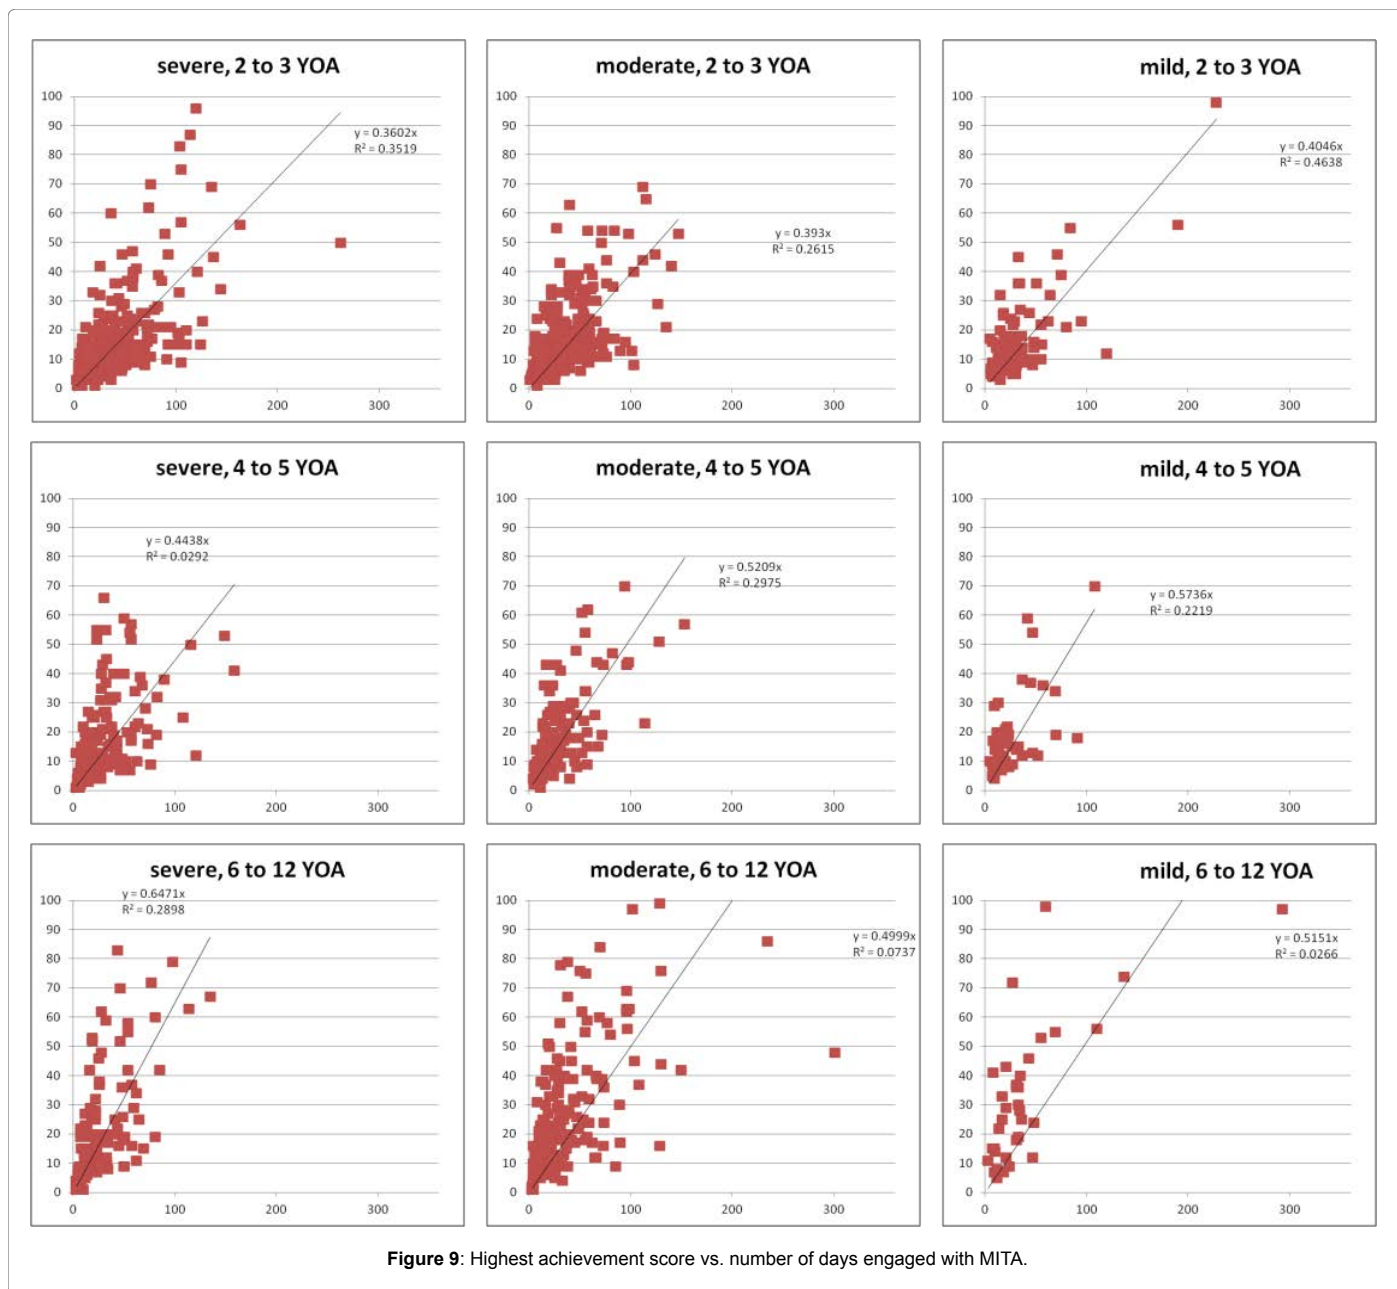 severe, 2 to 3 YOA
100
90
80
70
60
50
40
30
20
10
0
0 100 200 300
y = 0.3602x
R² = 0.3519
moderate, 2 to 3 YOA
100
90
80
70
60
50
40
30
20
10
0
0 100 200 300
y = 0.393x
R² = 0.2615
mild, 2 to 3 YOA
100
90
80
70
60
50
40
30
20
10
0
0 100 200 300
y = 0.4046x
R² = 0.4638
severe, 4 to 5 YOA
100
90
80
70
60
50
40
30
20
10
0
0 100 200 300
y = 0.4438x
R² = 0.0292
moderate, 4 to 5 YOA
100
90
80
70
60
50
40
30
20
10
0
0 100 200 300
y = 0.5209x
R² = 0.2975
mild, 4 to 5 YOA
100
90
80
70
60
50
40
30
20
10
0
0 100 200 300
y = 0.5736x
R² = 0.2219
severe, 6 to 12 YOA
y = 0.6471x
R² = 0.2898
100
90
80
70
60
50
40
30
20
10
0
0 100 200 300
moderate, 6 to 12 YOA
100
90
80
70
60
50
40
30
20
10
0
0 100 200 300
y = 0.4999x
R² = 0.0737
mild, 6 to 12 YOA
100
90
80
70
60
50
40
30
20
10
0
0 100 200 300
y = 0.5151x
R² = 0.0266
Figure 9: Highest achievement score vs. number of days engaged with MITA.